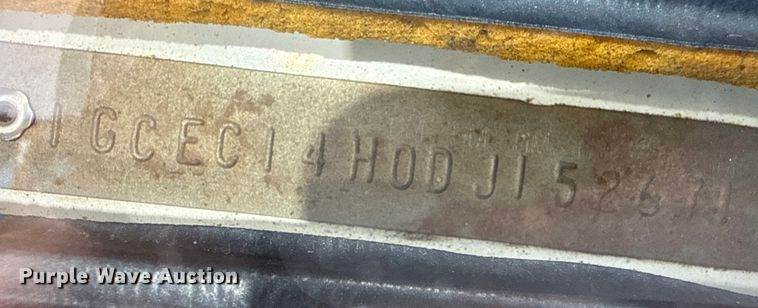 1GCEC14H0DJ152671
Purple Wave Auction